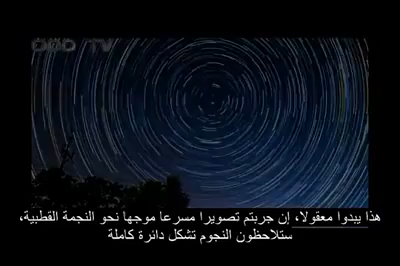 هذا يبدوا معقولا، إن جربتم تصويرا مسرعا موجها نحو النجمة القطبية،
ستلاحظون النجوم تشكل دائرة كاملة